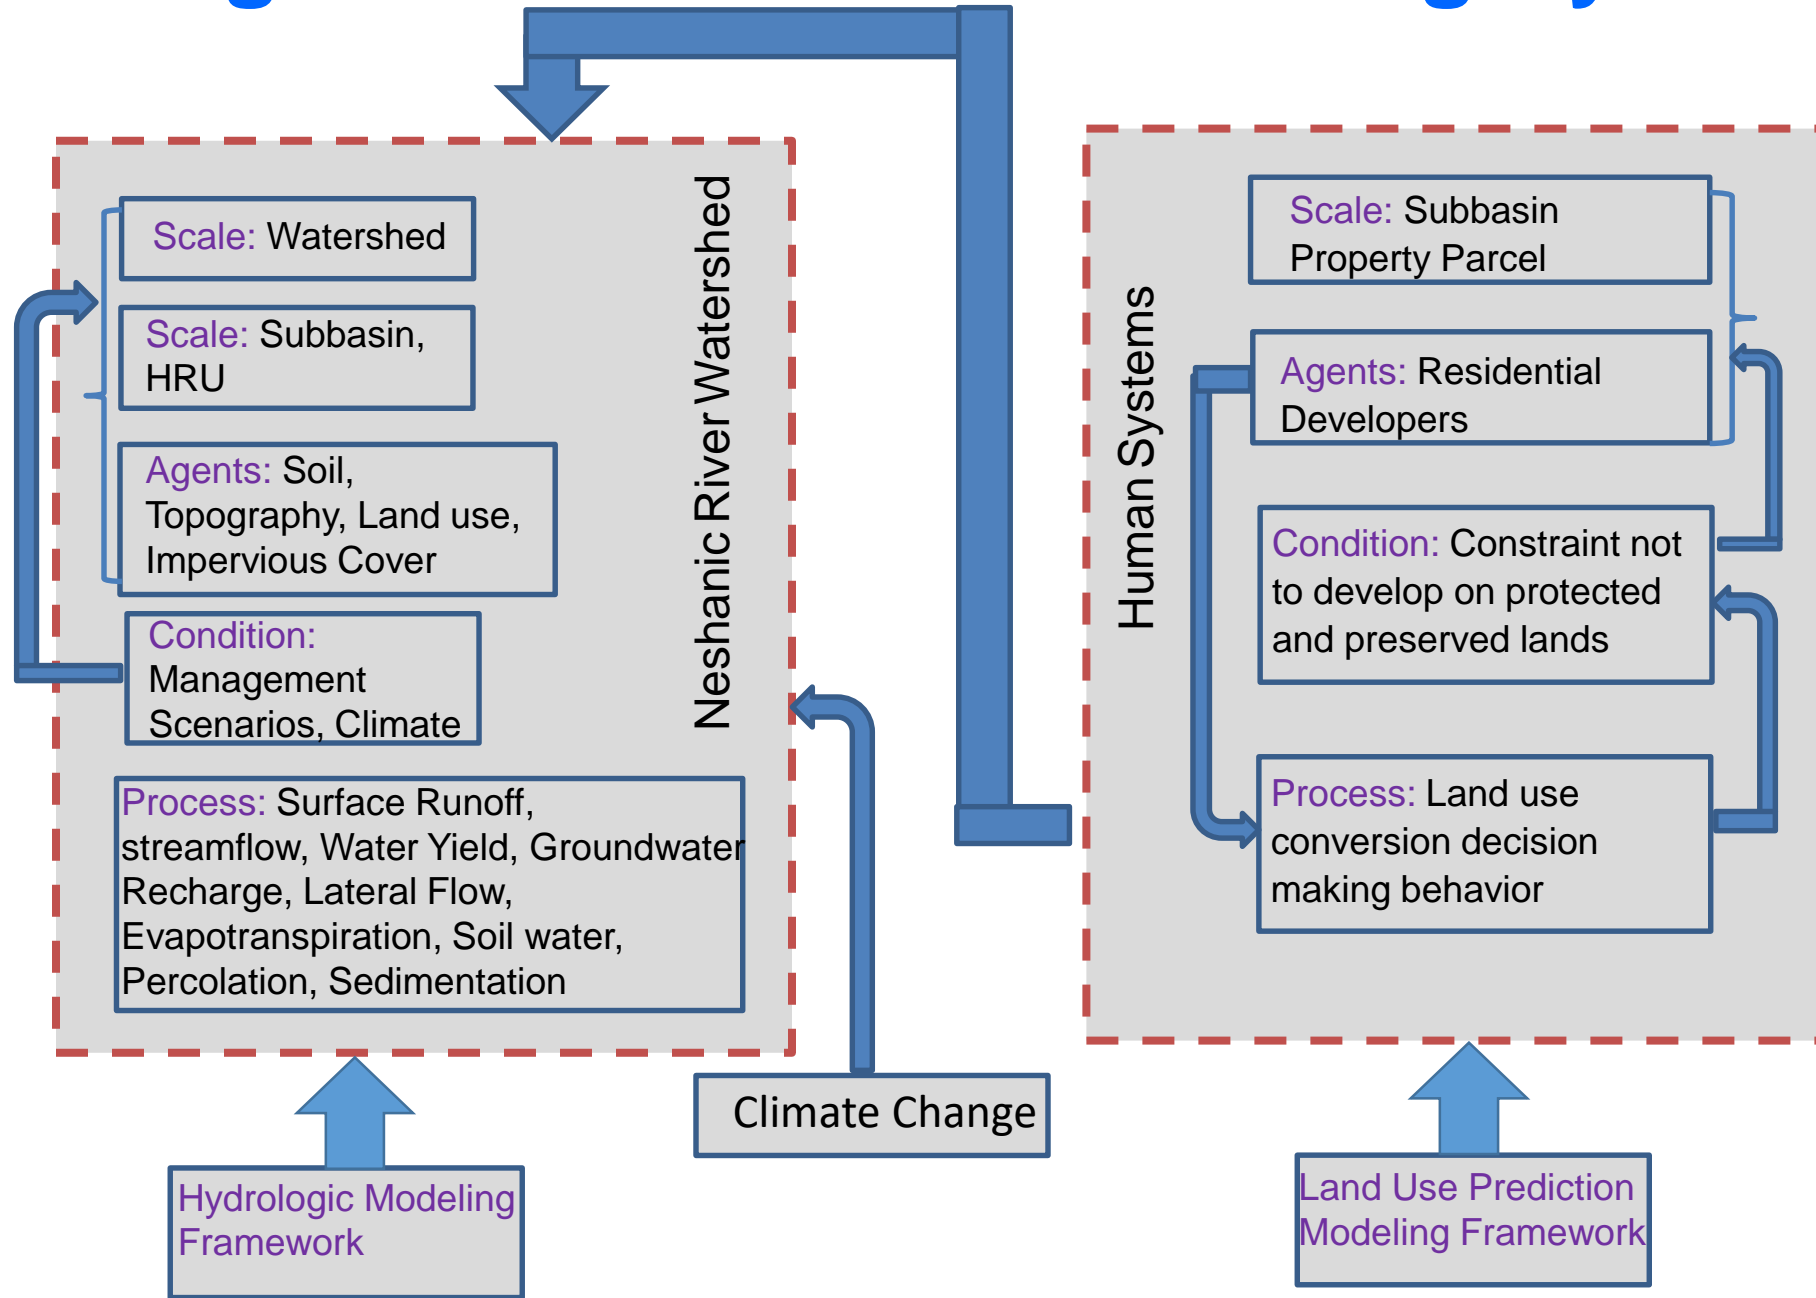 Scale: Watershed
Scale: Subbasin,
HRU
Agents: Soil,
Topography, Land use,
Impervious Cover
Condition:
Management
Scenarios, Climate
Process: Surface Runoff,
streamflow, Water Yield, Groundwater
Recharge, Lateral Flow,
Evapotranspiration, Soil water,
Percolation, Sedimentation
Neshanic River Watershed
Hydrologic Modeling
Framework
Climate Change
Human Systems
Scale: Subbasin
Property Parcel
Agents: Residential
Developers
Condition: Constraint not
to develop on protected
and preserved lands
Process: Land use
conversion decision
making behavior
Land Use Prediction
Modeling Framework